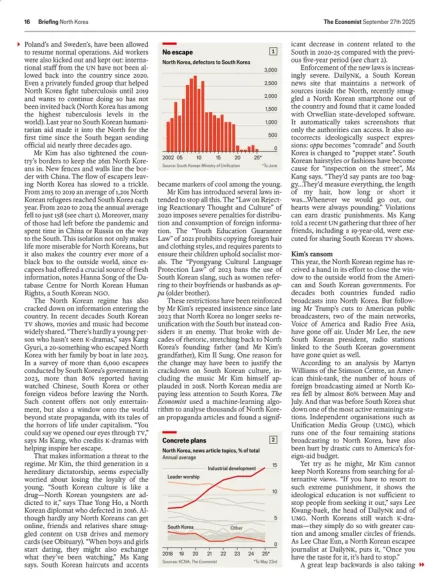 16 Briefing North Korea
The Economist September 27th 2025
Poland's and Sweden's, have been allowed
to resume normal operations. Aid workers
were also kicked out and kept out: interna-
tional staff from the UN have not been al-
lowed back into the country since 2020.
Even a privately funded group that helped
North Korea fight tuberculosis until 2019
and wants to continue doing so has not
been invited back (North Korea has among
the highest tuberculosis levels in the
world). Last year no South Korean humani-
tarian aid made it into the North for the
first time since the South began sending
official aid nearly three decades ago.
Mr Kim has also tightened the coun-
try's borders to keep the 26m North Kore-
ans in. New fences and walls line the bor-
der with China. The flow of escapers leav-
ing North Korea has slowed to a trickle.
From 2015 to 2019 an average of 1,201 North
Korean refugees reached South Korea each
year. From 2020 to 2024 the annual average
fell to just 158 (see chart 1). Moreover, many
of those had left before the pandemic and
spent time in China or Russia on the way
to the South. This isolation not only makes
life more miserable for North Koreans, but
it also makes the country ever more of a
black box to the outside world, since es-
capees had offered a crucial source of fresh
information, notes Hanna Song of the Da-
tabase Centre for North Korean Human
Rights, a South Korean NGO.
The North Korean regime has also
cracked down on information entering the
country. In recent decades South Korean
TV shows, movies and music had become
widely shared. "There's hardly a young per-
son who hasn't seen K-dramas," says Kang
Gyuri, a 20-something who escaped North
Korea with her family by boat in late 2023.
In a survey of more than 6,000 escapees
conducted by South Korea's government in
2023, more than 80% reported having
watched Chinese, South Korea or other
foreign videos before leaving the North.
Such content offers not only entertain-
ment, but also a window onto the world
beyond state propaganda, with its tales of
the horrors of life under capitalism. "You
could say we opened our eyes through TV,"
says Ms Kang, who credits K-dramas with
helping inspire her escape.
That makes information a threat to the
regime. Mr Kim, the third generation in a
hereditary dictatorship, seems especially
worried about losing the loyalty of the
young. "South Korean culture is like a
drug—North Korean youngsters are ad-
dicted to it," says Thae Yong Ho, a North
Korean diplomat who defected in 2016. Al-
though hardly any North Koreans can get
online, friends and relatives share smug-
gled content on USB drives and memory
cards (see Obituary). "When boys and girls
start dating, they might also exchange
what they've been watching," Ms Kang
says. South Korean haircuts and accents
No escape
1
North Korea, defectors to South Korea
3,000
2,500
2,000
1,500
1,000
500
0
2002 05 10 15 20 25*
Source: South Korean Ministry of Unification
*To June
became markers of cool among the young.
Mr Kim has introduced several laws in-
tended to stop all this. The "Law on Reject-
ing Reactionary Thought and Culture" of
2020 imposes severe penalties for distribu-
tion and consumption of foreign informa-
tion. The "Youth Education Guarantee
Law" of 2021 prohibits copying foreign hair
and clothing styles, and requires parents to
ensure their children uphold socialist mor-
als. The "Pyongyang Cultural Language
Protection Law" of 2023 bans the use of
South Korean slang, such as women refer-
ring to their boyfriends or husbands as op-
pa (older brother).
These restrictions have been reinforced
by Mr Kim's repeated insistence since late
2023 that North Korea no longer seeks re-
unification with the South but instead con-
siders it an enemy. That broke with dec-
ades of rhetoric, stretching back to North
Korea's founding father (and Mr Kim's
grandfather), Kim Il Sung. One reason for
the change may have been to justify the
crackdown on South Korean culture, in-
cluding the music Mr Kim himself ap-
plauded in 2018. North Korean media are
paying less attention to South Korea. The
Economist used a machine-learning algo-
rithm to analyse thousands of North Kore-
an propaganda articles and found a signif-
Concrete plans
2
North Korea, news article topics, % of total
Annual average
Industrial development
Leader worship
South Korea
Other
15
10
5
0
2018 19 20 21 22 23 24 25*
Sources: KCNA; The Economist
*To May 23rd
icant decrease in content related to the
South in 2020-25 compared with the previ-
ous five-year period (see chart 2).
Enforcement of the new laws is increas-
ingly severe. DailyNK, a South Korean
news site that maintains a network of
sources inside the North, recently smug-
gled a North Korean smartphone out of
the country and found that it came loaded
with Orwellian state-developed software.
It automatically takes screenshots that
only the authorities can access. It also au-
tocorrects ideologically suspect expres-
sions: oppa becomes "comrade" and South
Korea is changed to "puppet state". South
Korean hairstyles or fashions have become
cause for "inspection on the street", Ms
Kang says. "They'd say pants are too bag-
gy…They'd measure everything, the length
of my hair, how long or short it
was…Whenever we would go out, our
hearts were always pounding." Violations
can earn drastic punishments. Ms Kang
told a recent UN gathering that three of her
friends, including a 19-year-old, were exe-
cuted for sharing South Korean TV shows.
Kim's ransom
This year, the North Korean regime has re-
ceived a hand in its effort to close the win-
dow to the outside world from the Ameri-
can and South Korean governments. For
decades both countries funded radio
broadcasts into North Korea. But follow-
ing Mr Trump's cuts to American public
broadcasters, two of the main networks,
Voice of America and Radio Free Asia,
have gone off air. Under Mr Lee, the new
South Korean president, radio stations
linked to the South Korean government
have gone quiet as well.
According to an analysis by Martyn
Williams of the Stimson Centre, an Amer-
ican think-tank, the number of hours of
foreign broadcasting aimed at North Ko-
rea fell by almost 80% between May and
July. And that was before South Korea shut
down one of the most active remaining sta-
tions. Independent organisations such as
Unification Media Group (UMG), which
runs one of the four remaining stations
broadcasting to North Korea, have also
been hurt by drastic cuts to America's for-
eign-aid budget.
Yet try as he might, Mr Kim cannot
keep North Koreans from searching for al-
ternative views. "If you have to resort to
such extreme punishment, it shows the
ideological education is not sufficient to
stop people from seeking it out," says Lee
Kwang-baek, the head of DailyNK and of
UMG. North Koreans still watch K-dra-
mas—they simply do so with greater cau-
tion and among smaller circles of friends.
As Lee Chae Eun, a North Korean escapee
journalist at DailyNK, puts it, "Once you
have the taste for it, it's hard to stop."
A great leap backwards is also taking